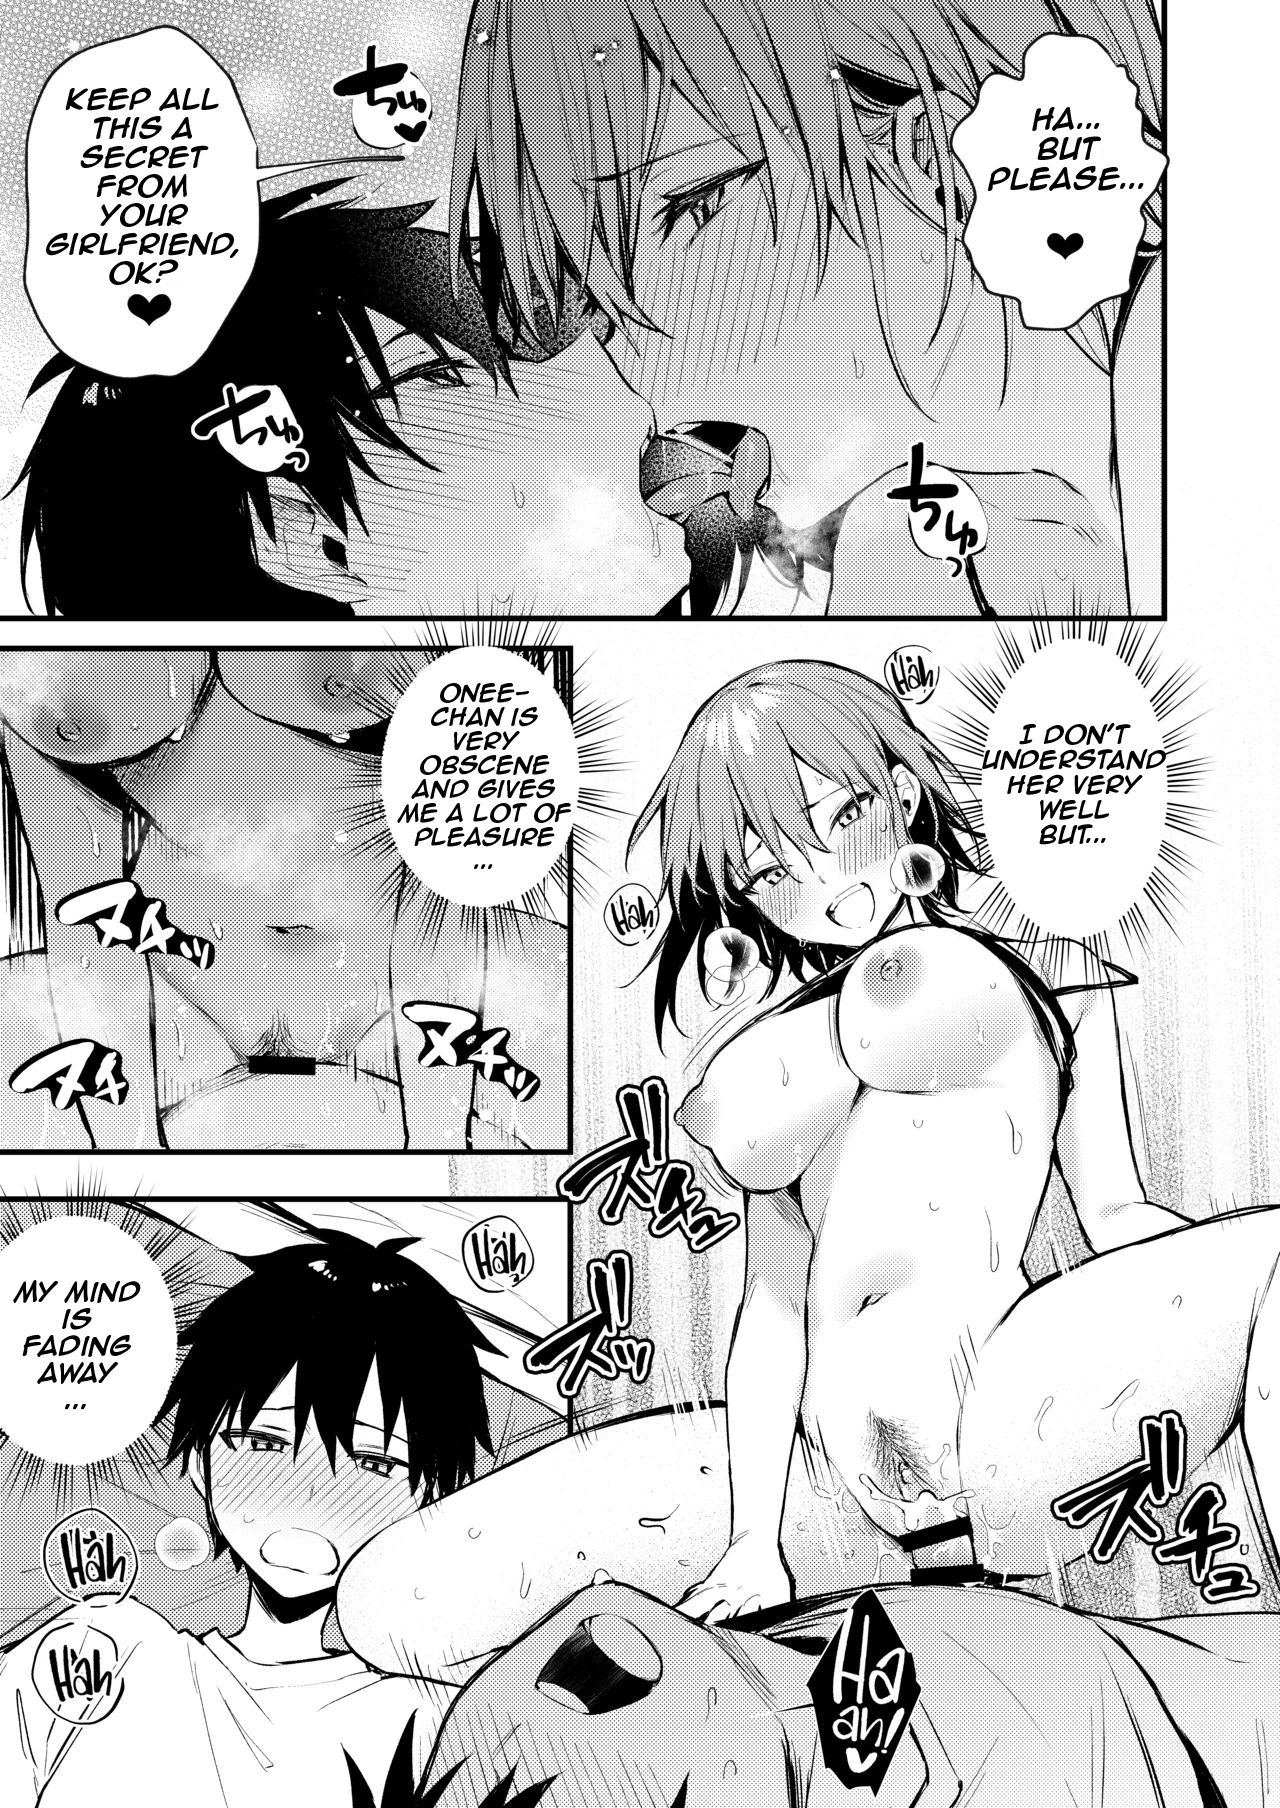 HA...
BUT
PLEASE...
♥
ちゅ♥
KEEP ALL
THIS A
SECRET
FROM
YOUR
GIRLFRIEND,
OK?
♥
ちゅっ
ちゅっ
I DON'T
UNDERSTAND
HER VERY
WELL
BUT...
Hah
Hah
ズチュ
ズッ
ズチュ
Haah!♥
ONEE-
CHAN IS
VERY
OBSCENE
AND GIVES
ME A LOT OF
PLEASURE
...
ヌチッ
ヌチ
ヌチッ
MY MIND
IS
FADING
AWAY
...
Hah
Hah
Hah